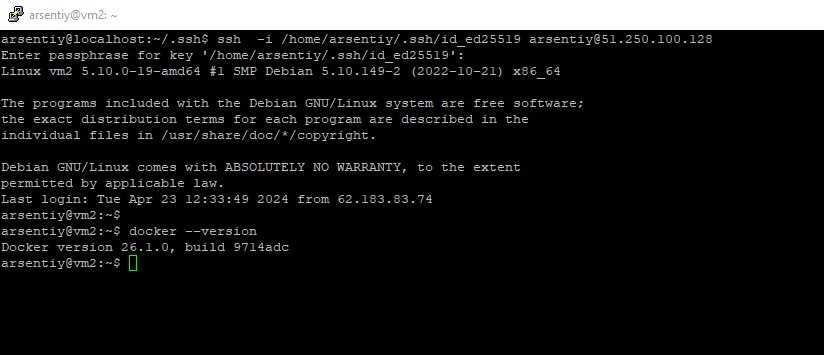 arsentiy@vm2: ~
arsentiy@localhost:~/.ssh$ ssh  -i /home/arsentiy/.ssh/id_ed25519 arsentiy@51.250.100.128
Enter passphrase for key '/home/arsentiy/.ssh/id_ed25519':
Linux vm2 5.10.0-19-amd64 #1 SMP Debian 5.10.149-2 (2022-10-21) x86_64
The programs included with the Debian GNU/Linux system are free software;
the exact distribution terms for each program are described in the
individual files in /usr/share/doc/*/copyright.
Debian GNU/Linux comes with ABSOLUTELY NO WARRANTY, to the extent
permitted by applicable law.
Last login: Tue Apr 23 12:33:49 2024 from 62.183.83.74
arsentiy@vm2:~$
arsentiy@vm2:~$ docker --version
Docker version 26.1.0, build 9714adc
arsentiy@vm2:~$